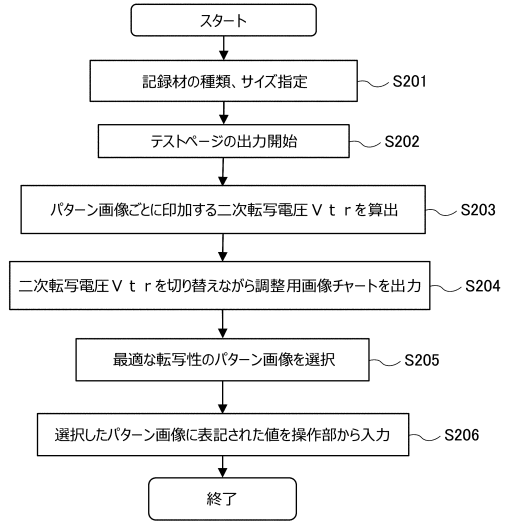 スタート
記録材の種類、サイズ指定
S201
テストページの出力開始
S202
パターン画像ごとに印加する二次転写電圧Ｖｔｒを算出
S203
二次転写電圧Ｖｔｒを切り替えながら調整用画像チャートを出力
S204
最適な転写性のパターン画像を選択
S205
選択したパターン画像に表記された値を操作部から入力
S206
終了